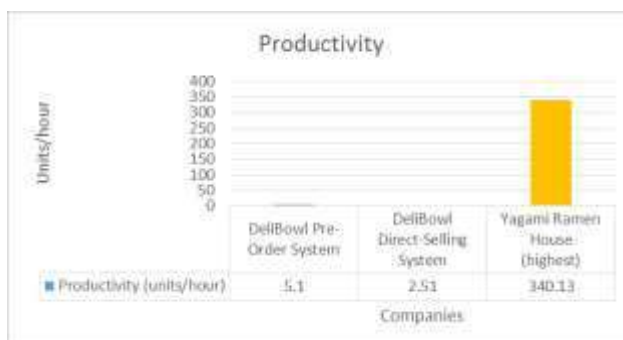 Productivity
Units/hour
400
350
300
250
200
150
100
50
0
DeliBowl Pre-
Order System
DeliBowl
Direct-Selling
System
Yagami Ramen
House
(highest)
Productivity (units/hour)
5.1
2.51
340.13
Companies